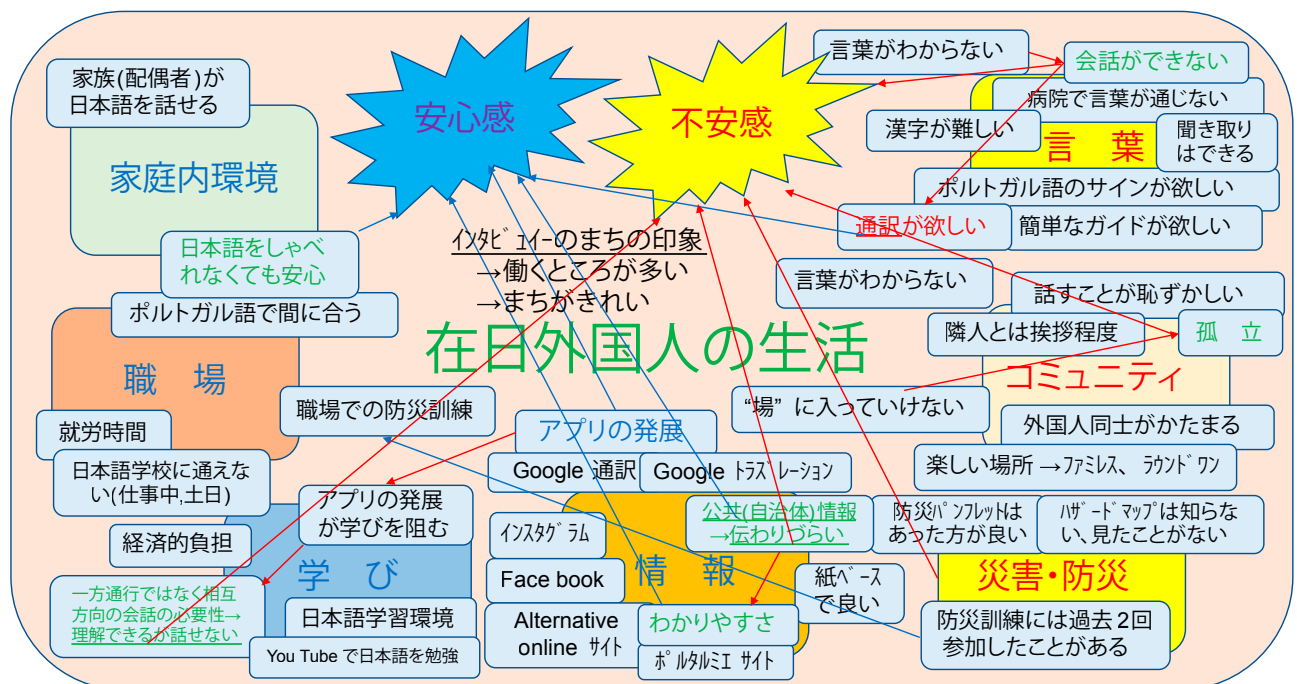 家族(配偶者)が
日本語を話せる
家庭内環境
日本語をしゃべ
れなくても安心
安心感
不安感
ｲﾝﾀﾋﾞｭｲｰのまちの印象
→働くところが多い
→まちがきれい
言葉がわからない
会話ができない
病院で言葉が通じない
漢字が難しい
言　葉
聞き取り
はできる
ポルトガル語のサインが欲しい
通訳が欲しい
簡単なガイドが欲しい
在日外国人の生活
ポルトガル語で間に合う
職　場
職場での防災訓練
就労時間
日本語学校に通えな
い(仕事中,土日)
言葉がわからない
話すことが恥ずかしい
隣人とは挨拶程度
孤　立
コミュニティ
“場” に入っていけない
外国人同士がかたまる
楽しい場所 →ﾌｧﾐﾚｽ、 ﾗｳﾝﾄﾞﾜﾝ
アプリの発展
が学びを阻む
経済的負担
学　び
一方通行ではなく相互
方向の会話の必要性→
理解できるが話せない
日本語学習環境
You Tube で日本語を勉強
アプリの発展
Google 通訳
Google ﾄﾗｽﾞﾚｰｼｮﾝ
公共(自治体)情報
→伝わりづらい
ｲﾝｽﾀｸﾞﾗﾑ
Face book
情　報
紙ﾍﾞｰｽ
で良い
Alternative
online ｻｲﾄ
わかりやすさ
ﾎﾟﾙﾀﾙﾐｴ ｻｲﾄ
防災ﾊﾟﾝﾌﾚｯﾄは
あった方が良い
ﾊｻﾞｰﾄﾞﾏｯﾌﾟは知らな
い、見たことがない
災害・防災
防災訓練には過去 2回
参加したことがある